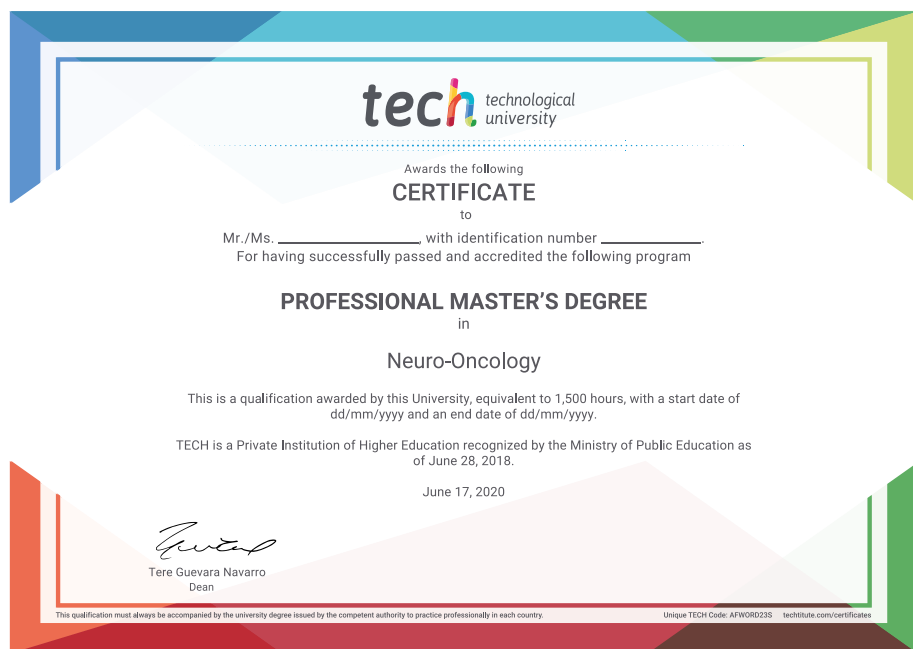 tech technological
university
Awards the following
CERTIFICATE
to
Mr./Ms. ____________________, with identification number ______________.
For having successfully passed and accredited the following program
PROFESSIONAL MASTER'S DEGREE
in
Neuro-Oncology
This is a qualification awarded by this University, equivalent to 1,500 hours, with a start date of
dd/mm/yyyy and an end date of dd/mm/yyyy.
TECH is a Private Institution of Higher Education recognized by the Ministry of Public Education as
of June 28, 2018.
June 17, 2020
Tere Guevara Navarro
Dean
This qualification must always be accompanied by the university degree issued by the competent authority to practice professionally in each country. Unique TECH Code: AFWORD23S techtitute.com/certificates